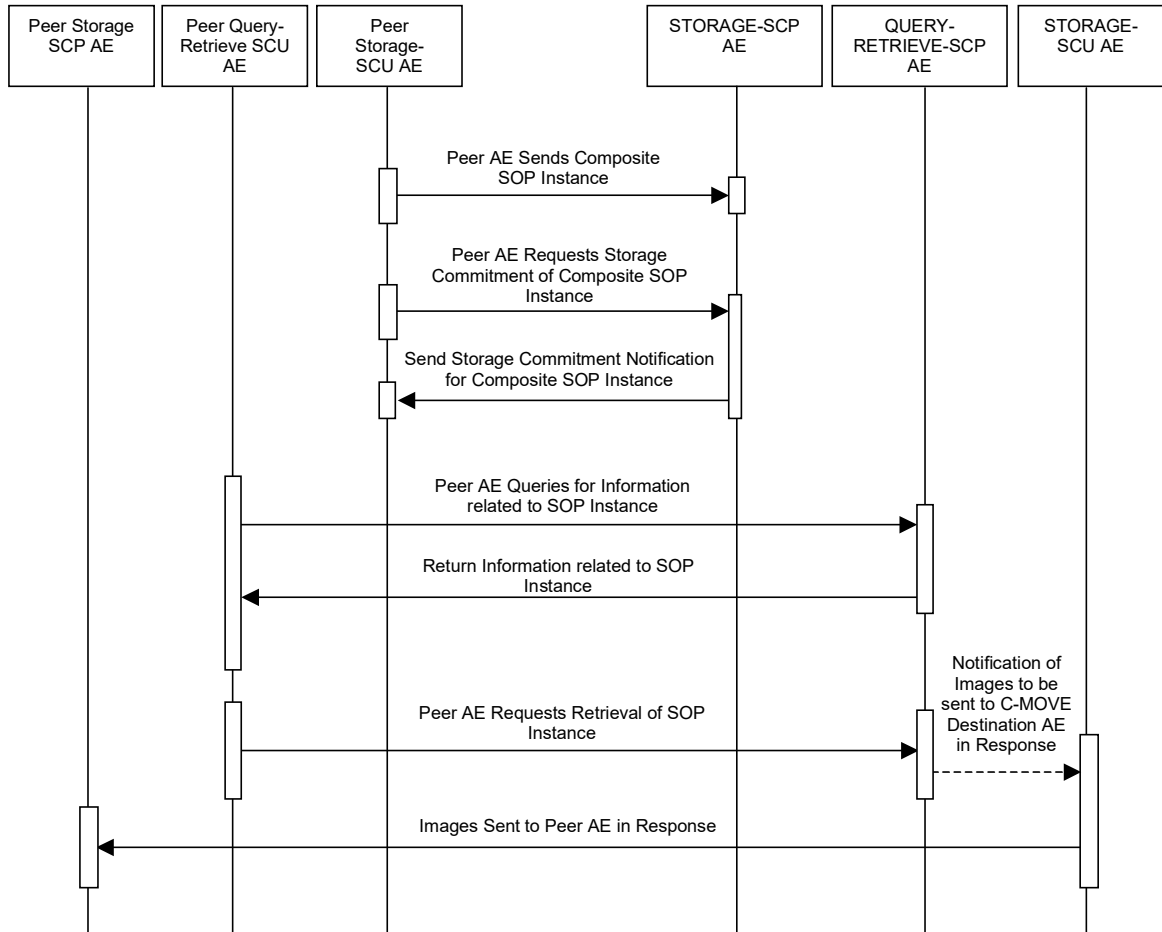 Peer Storage
SCP AE
Peer Query-
Retrieve SCU
AE
Peer
Storage-
SCU AE
STORAGE-SCP
AE
QUERY-
RETRIEVE-SCP
AE
STORAGE-
SCU AE
Peer AE Sends Composite
SOP Instance
Peer AE Requests Storage
Commitment of Composite SOP
Instance
Send Storage Commitment Notification
for Composite SOP Instance
Peer AE Queries for Information
related to SOP Instance
Return Information related to SOP
Instance
Notification of
Images to be
sent to C-MOVE
Destination AE
in Response
Peer AE Requests Retrieval of SOP
Instance
Images Sent to Peer AE in Response